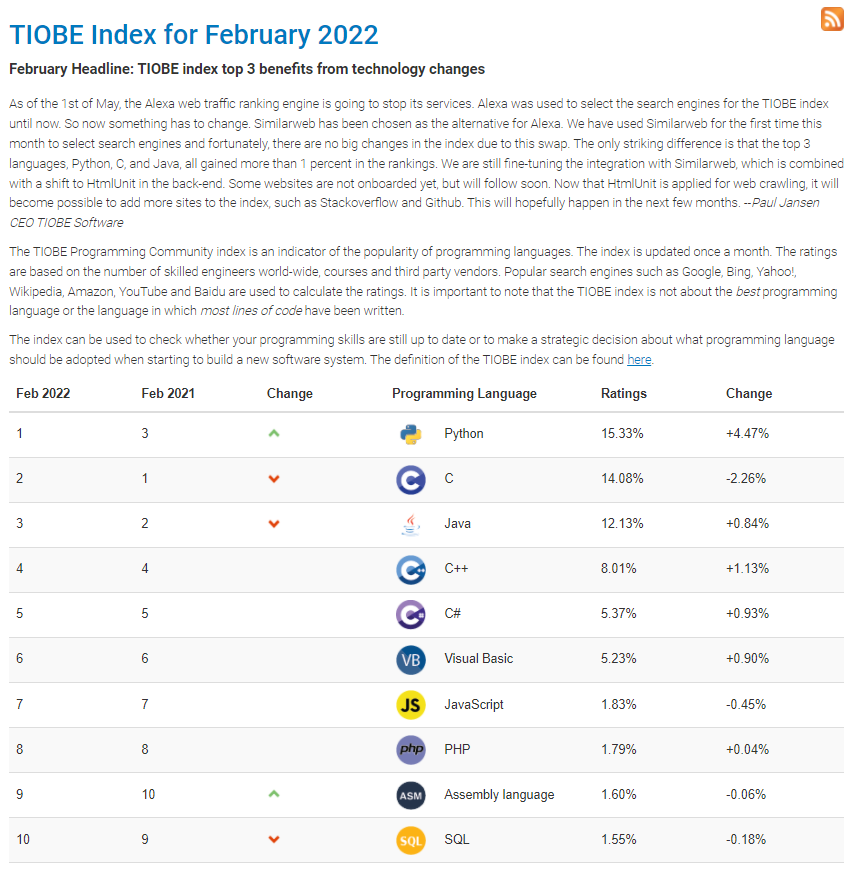 TIOBE Index for February 2022
February Headline: TIOBE index top 3 benefits from technology changes
As of the 1st of May, the Alexa web traffic ranking engine is going to stop its services. Alexa was used to select the search engines for the TIOBE index
until now. So now something has to change. Similarweb has been chosen as the alternative for Alexa. We have used Similarweb for the first time this
month to select search engines and fortunately, there are no big changes in the index due to this swap. The only striking difference is that the top 3
languages, Python, C, and Java, all gained more than 1 percent in the rankings. We are still fine-tuning the integration with Similarweb, which is combined
with a shift to HtmlUnit in the back-end. Some websites are not onboarded yet, but will follow soon. Now that HtmlUnit is applied for web crawling, it will
become possible to add more sites to the index, such as Stackoverflow and Github. This will hopefully happen in the next few months. --Paul Jansen
CEO TIOBE Software
The TIOBE Programming Community index is an indicator of the popularity of programming languages. The index is updated once a month. The ratings
are based on the number of skilled engineers world-wide, courses and third party vendors. Popular search engines such as Google, Bing, Yahoo!,
Wikipedia, Amazon, YouTube and Baidu are used to calculate the ratings. It is important to note that the TIOBE index is not about the best programming
language or the language in which most lines of code have been written.
The index can be used to check whether your programming skills are still up to date or to make a strategic decision about what programming language
should be adopted when starting to build a new software system. The definition of the TIOBE index can be found here.
Feb 2022 Feb 2021 Change Programming Language Ratings Change
1 3 Python 15.33% +4.47%
2 1 C C 14.08% -2.26%
3 2 Java 12.13% +0.84%
4 4 C++ C++ 8.01% +1.13%
5 5 C# C# 5.37% +0.93%
6 6 VB Visual Basic 5.23% +0.90%
7 7 JS JavaScript 1.83% -0.45%
8 8 php PHP 1.79% +0.04%
9 10 ASM Assembly language 1.60% -0.06%
10 9 SQL SQL 1.55% -0.18%